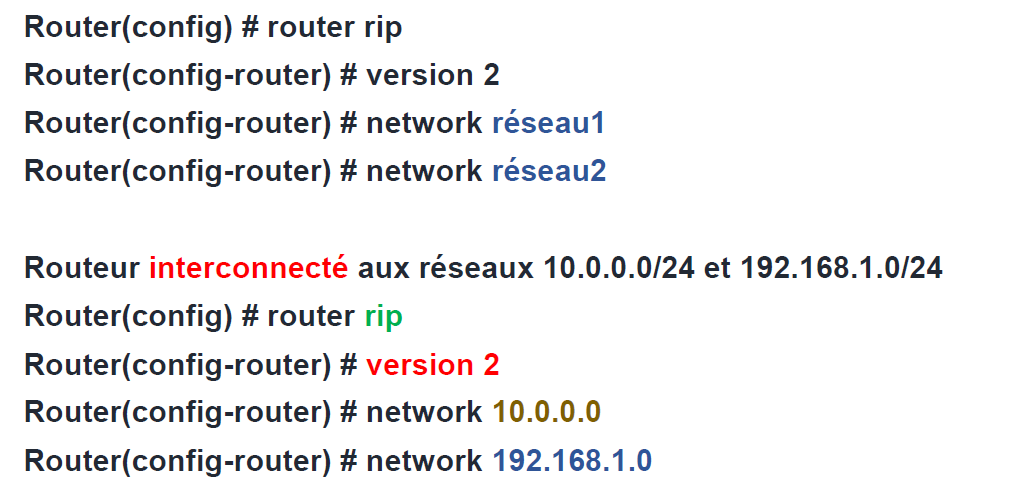 Router(config) # router rip
Router(config-router) # version 2
Router(config-router) # network réseau1
Router(config-router) # network réseau2
Routeur interconnecté aux réseaux 10.0.0.0/24 et 192.168.1.0/24
Router(config) # router rip
Router(config-router) # version 2
Router(config-router) # network 10.0.0.0
Router(config-router) # network 192.168.1.0